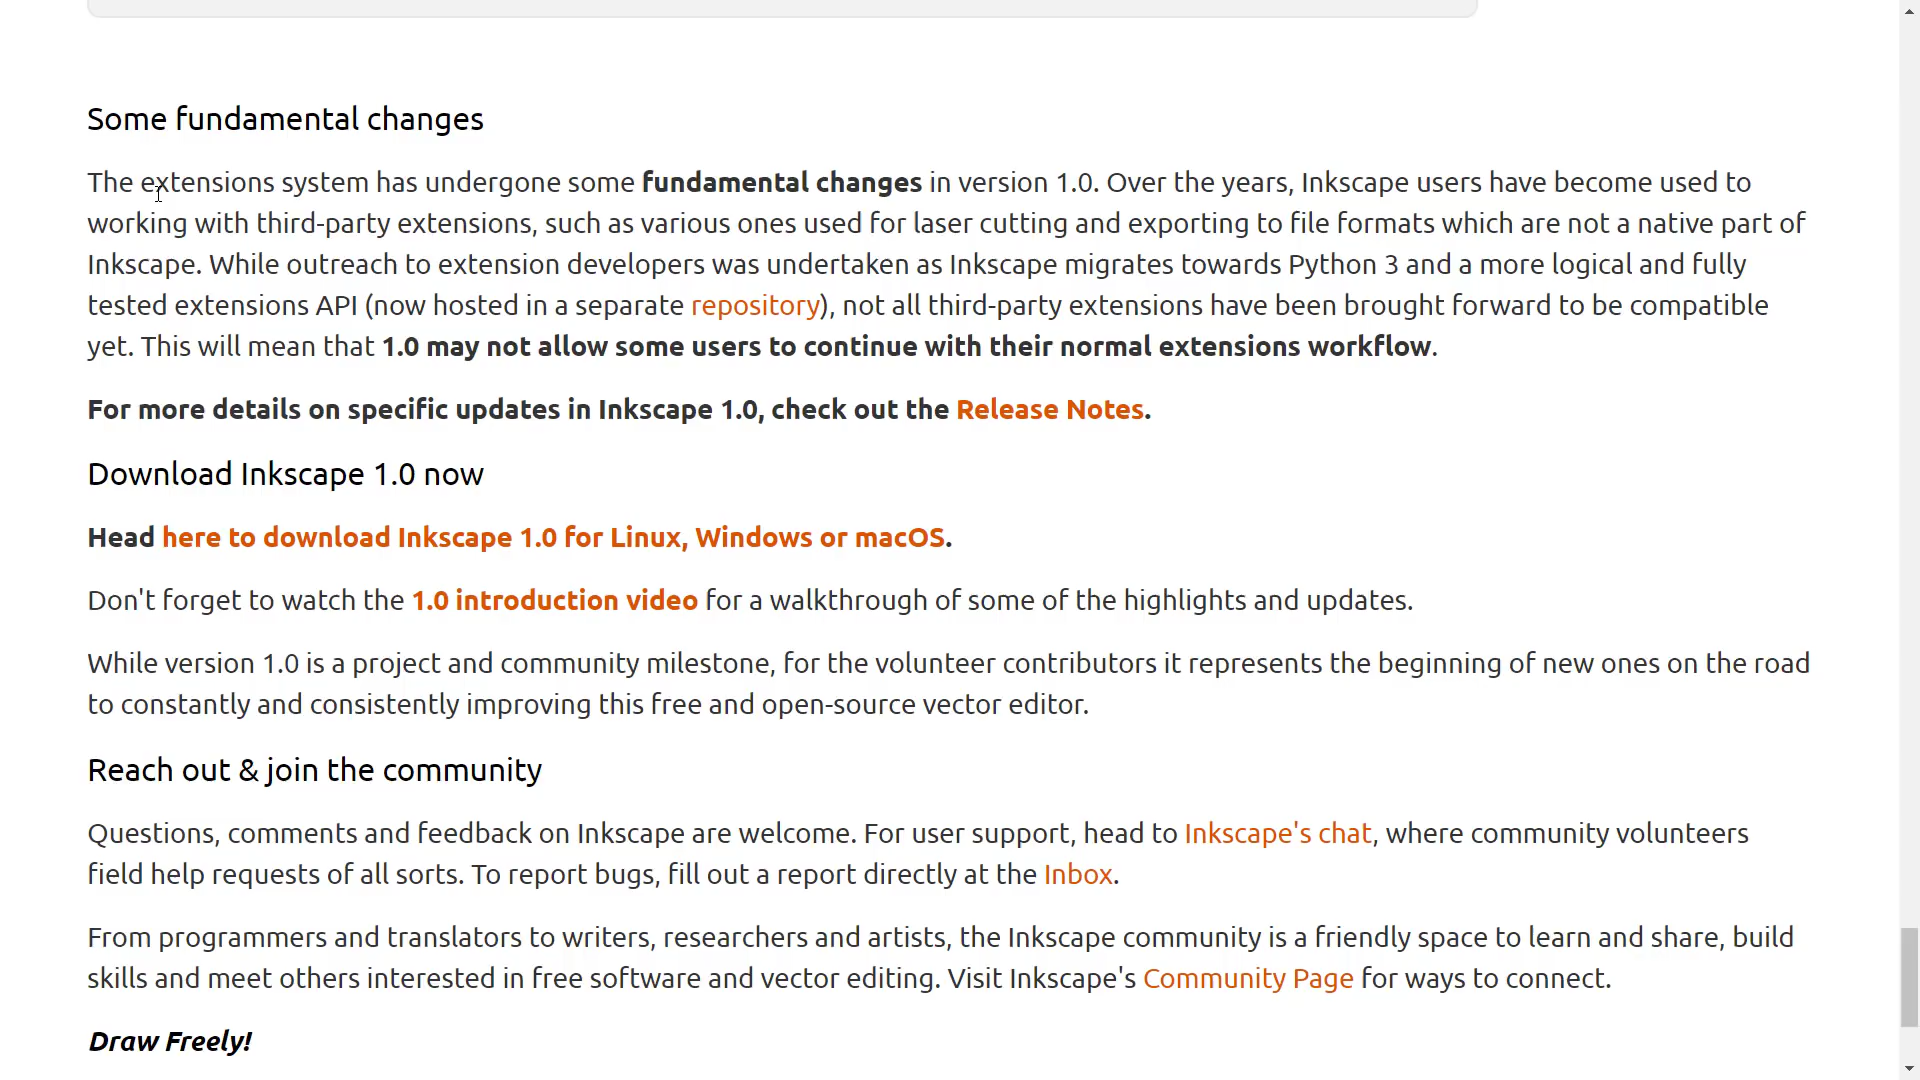 Some fundamental changes
The extensions system has undergone some fundamental changes in version 1.0. Over the years, Inkscape users have become used to
working with third-party extensions, such as various ones used for laser cutting and exporting to file formats which are not a native part of
Inkscape. While outreach to extension developers was undertaken as Inkscape migrates towards Python 3 and a more logical and fully
tested extensions API (now hosted in a separate repository), not all third-party extensions have been brought forward to be compatible
yet. This will mean that 1.0 may not allow some users to continue with their normal extensions workflow.
For more details on specific updates in Inkscape 1.0, check out the Release Notes.
Download Inkscape 1.0 now
Head here to download Inkscape 1.0 for Linux, Windows or macOS.
Don't forget to watch the 1.0 introduction video for a walkthrough of some of the highlights and updates.
While version 1.0 is a project and community milestone, for the volunteer contributors it represents the beginning of new ones on the road
to constantly and consistently improving this free and open-source vector editor.
Reach out & join the community
Questions, comments and feedback on Inkscape are welcome. For user support, head to Inkscape's chat, where community volunteers
field help requests of all sorts. To report bugs, fill out a report directly at the Inbox.
From programmers and translators to writers, researchers and artists, the Inkscape community is a friendly space to learn and share, build
skills and meet others interested in free software and vector editing. Visit Inkscape's Community Page for ways to connect.
Draw Freely!